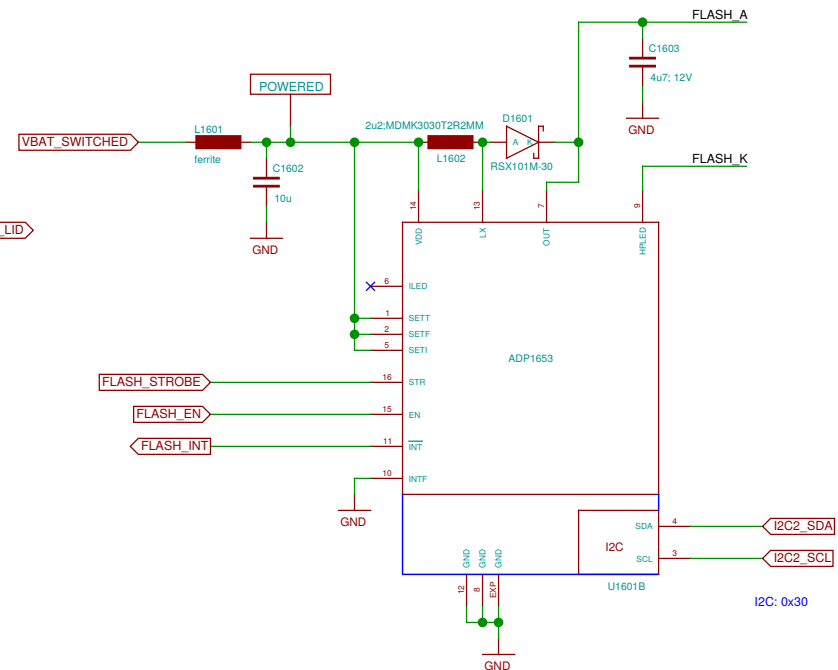 FLASH_A
C1603
4u7; 12V
GND
POWERED
L1601
VBAT_SWITCHED
ferrite
C1602
10u
GND
2u2;MDMK3030T2R2MM
L1602
D1601
A K
RSX101M-30
FLASH_K
_LID
14
13
7
9
VDD
LX
OUT
HPLED
6 ILED
1 SETT
2 SETF
5 SETI
ADP1653
FLASH_STROBE 16 STR
FLASH_EN 15 EN
FLASH_INT 11 INT
10 INTF
GND
I2C
SDA 4 I2C2_SDA
SCL 3 I2C2_SCL
GND GND GND
12 8 EXP
U1601B
I2C: 0x30
GND